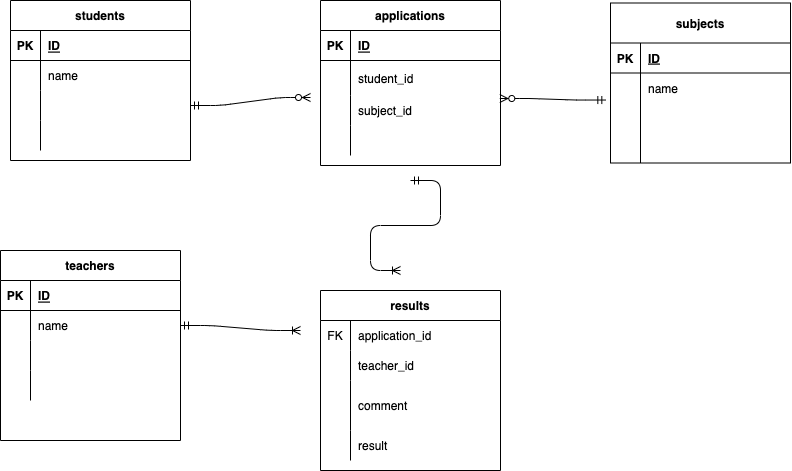 students
PK ID
name
applications
PK ID
student_id
subject_id
subjects
PK ID
name
teachers
PK ID
name
results
FK application_id
teacher_id
comment
result